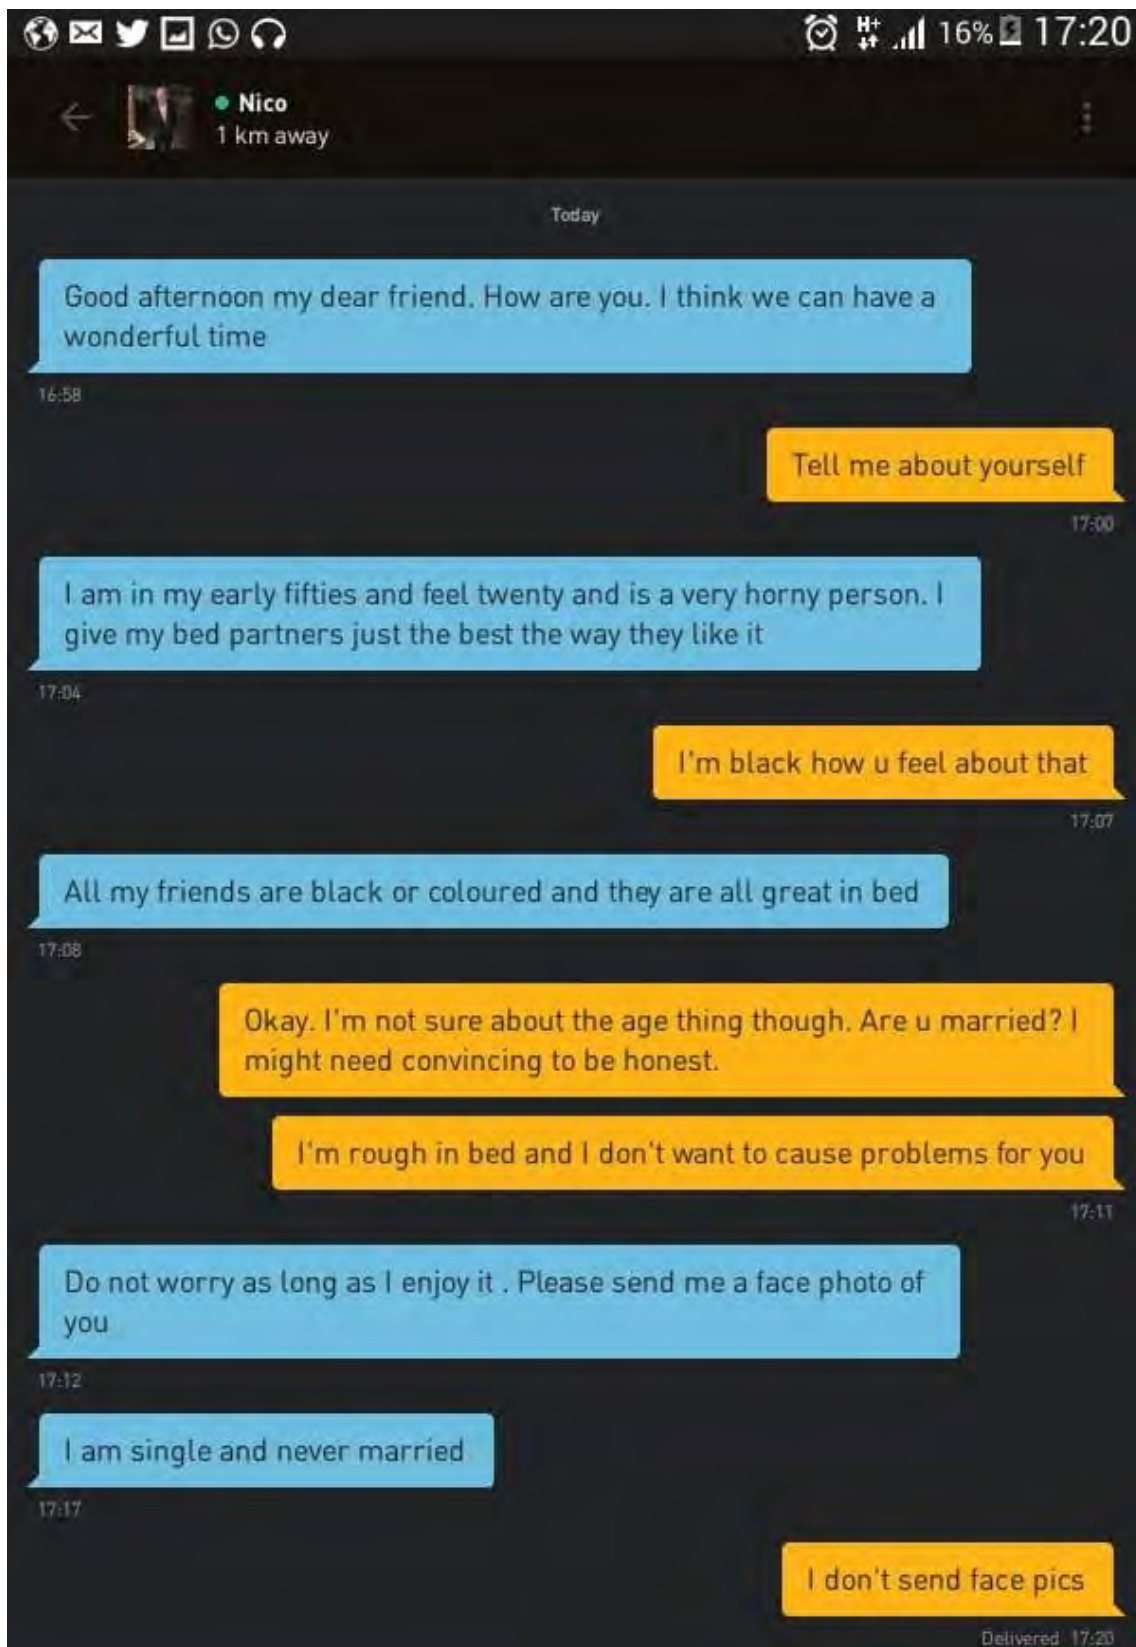 H+ 16% 17:20
Nico
1 km away
Today
Good afternoon my dear friend. How are you. I think we can have a
wonderful time
16:58
Tell me about yourself
17:00
I am in my early fifties and feel twenty and is a very horny person. I
give my bed partners just the best the way they like it
17:04
I'm black how u feel about that
17:07
All my friends are black or coloured and they are all great in bed
17:08
Okay. I'm not sure about the age thing though. Are u married? I
might need convincing to be honest.
I'm rough in bed and I don't want to cause problems for you
17:11
Do not worry as long as I enjoy it . Please send me a face photo of
you
17:12
I am single and never married
17:17
I don't send face pics
Delivered 17:20